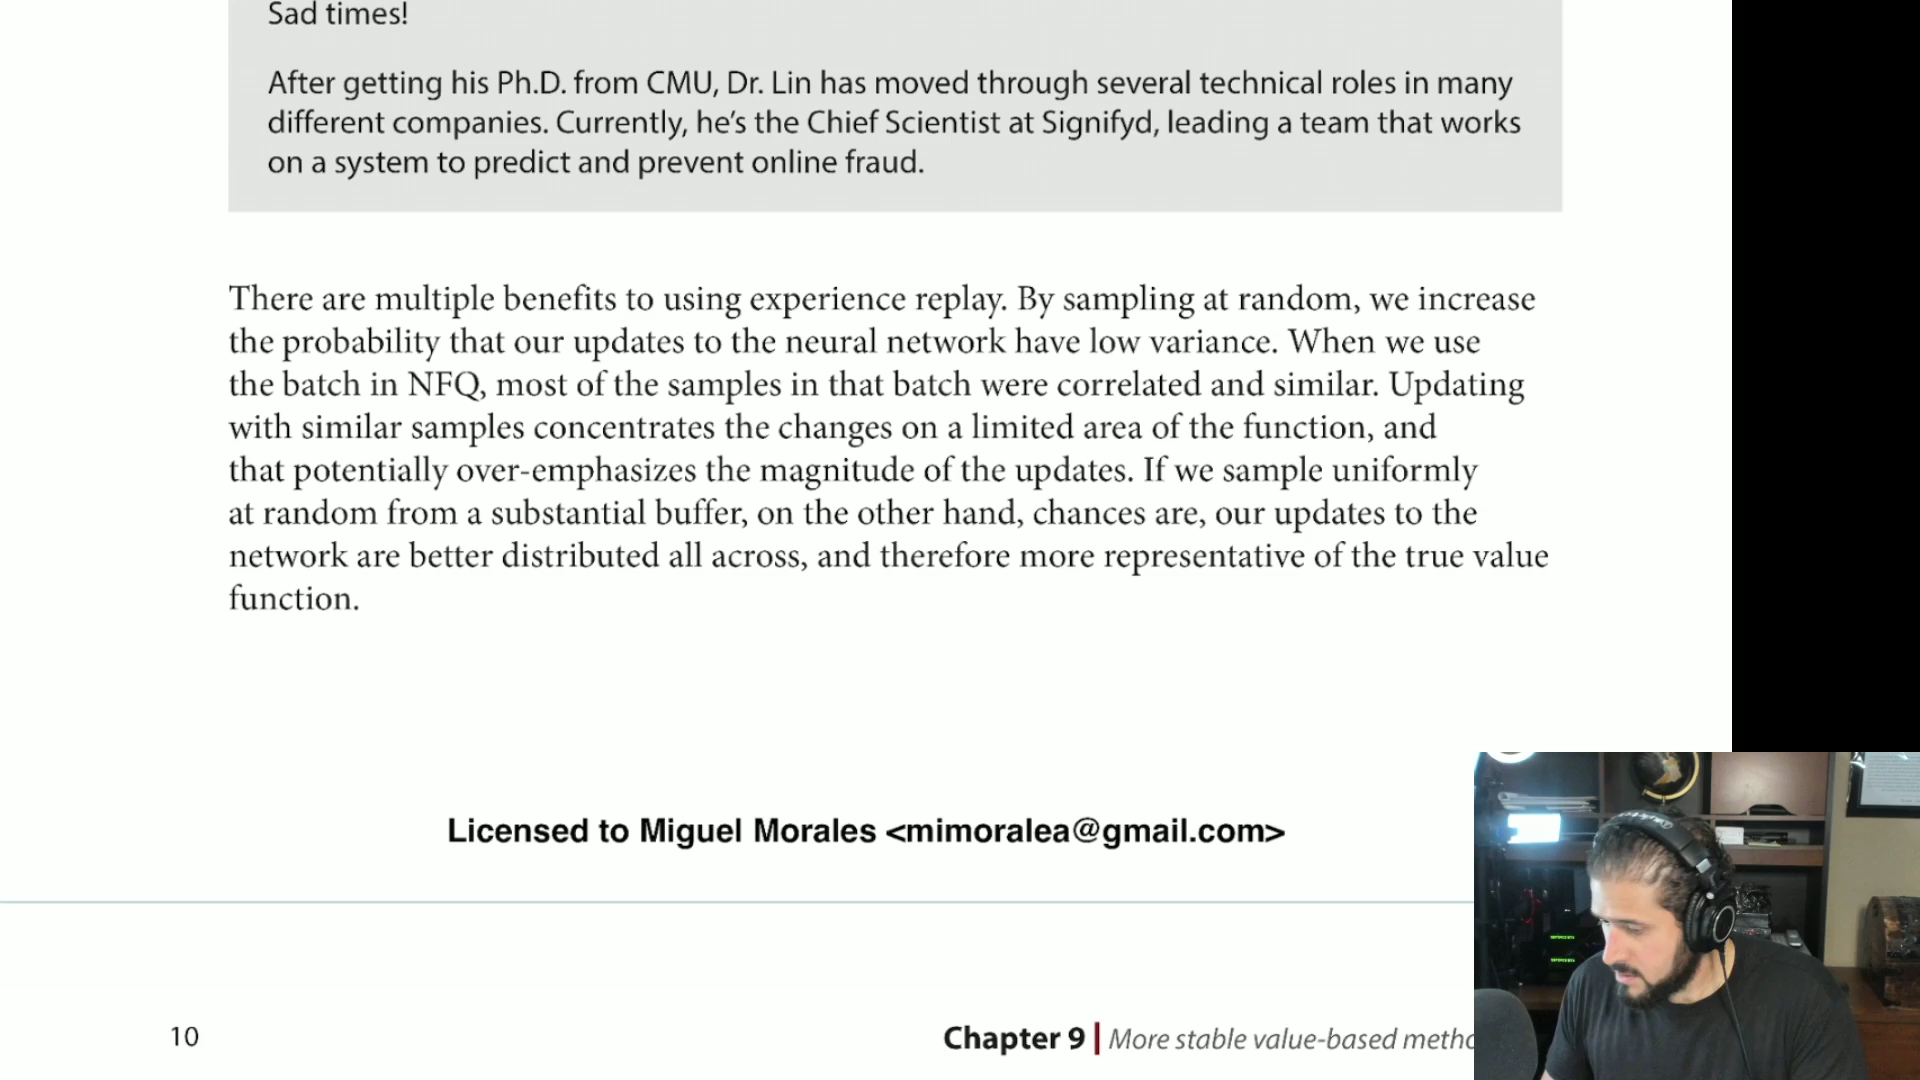 Sad times!
After getting his Ph.D. from CMU, Dr. Lin has moved through several technical roles in many
different companies. Currently, he's the Chief Scientist at Signifyd, leading a team that works
on a system to predict and prevent online fraud.
There are multiple benefits to using experience replay. By sampling at random, we increase
the probability that our updates to the neural network have low variance. When we use
the batch in NFQ, most of the samples in that batch were correlated and similar. Updating
with similar samples concentrates the changes on a limited area of the function, and
that potentially over-emphasizes the magnitude of the updates. If we sample uniformly
at random from a substantial buffer, on the other hand, chances are, our updates to the
network are better distributed all across, and therefore more representative of the true value
function.
Licensed to Miguel Morales <mimoralea@gmail.com>
10
Chapter 9 | More stable value-based metho